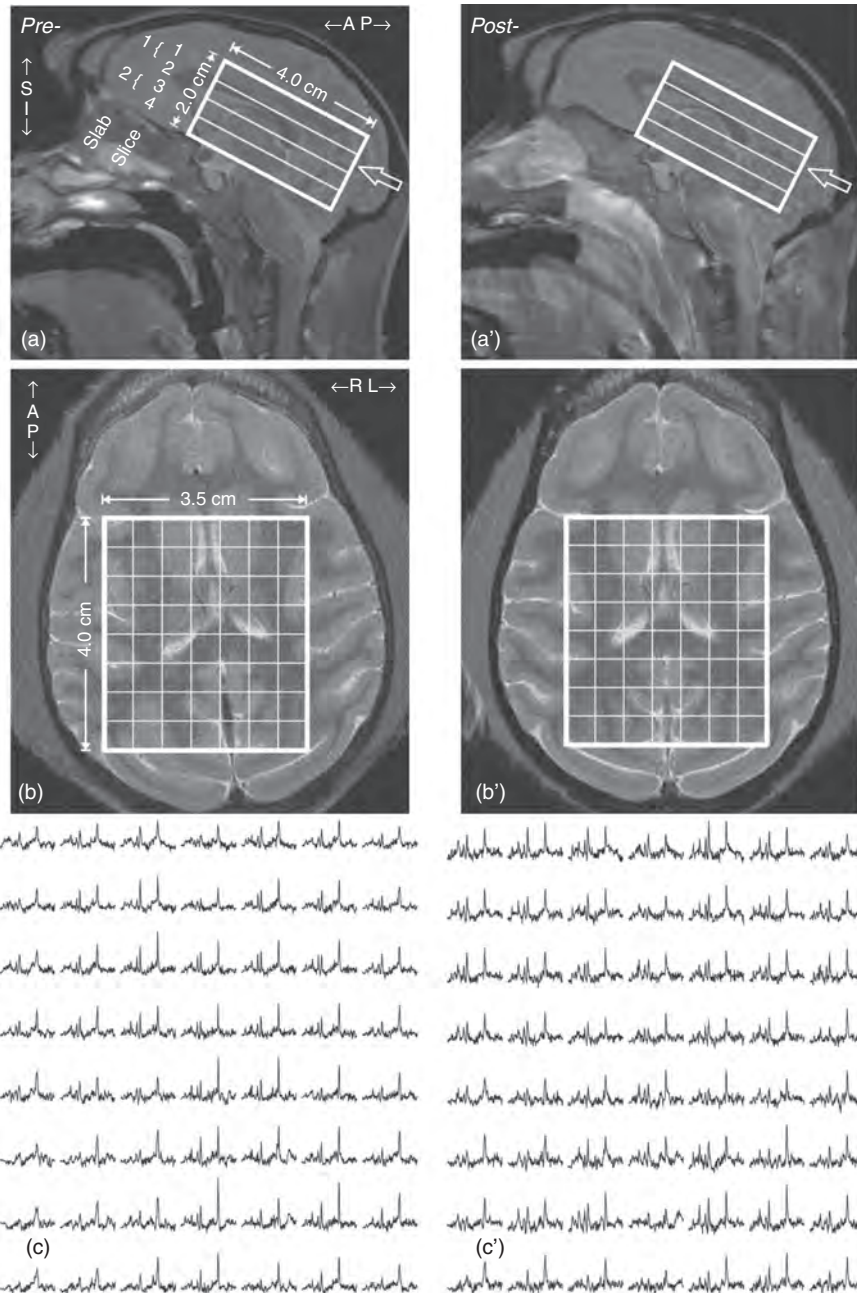 Pre-
←A P→
↑
S
I
↓
1{ 1
2
2{ 3
4
Slab
Slice
2.0 cm
4.0 cm
(a)
Post-
(a')
↑
A
P
↓
←R L→
3.5 cm
4.0 cm
(b)
(b')
(c)
(c')